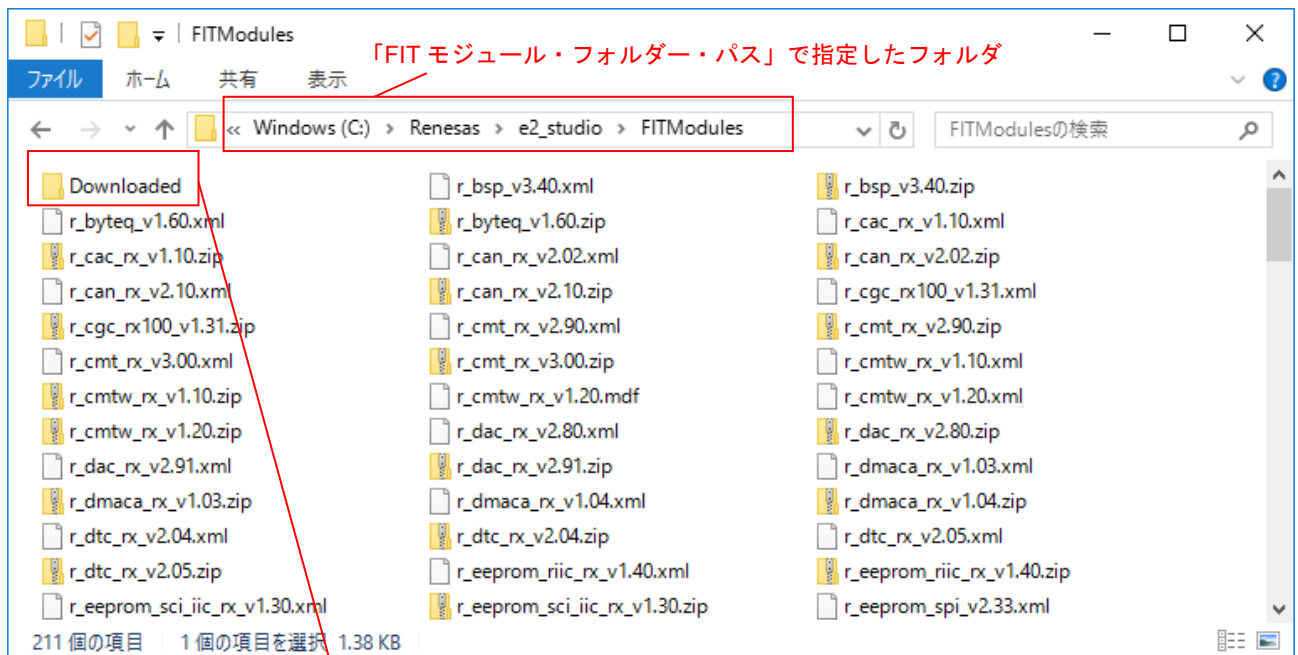 FITModules
「FIT モジュール・フォルダー・パス」で指定したフォルダ
ファイル ホーム 共有 表示
« Windows (C:) › Renesas › e2_studio › FITModules
FITModulesの検索
Downloaded r_bsp_v3.40.xml r_bsp_v3.40.zip
r_byteq_v1.60.xml r_byteq_v1.60.zip r_cac_rx_v1.10.xml
r_cac_rx_v1.10.zip r_can_rx_v2.02.xml r_can_rx_v2.02.zip
r_can_rx_v2.10.xml r_can_rx_v2.10.zip r_cgc_rx100_v1.31.xml
r_cgc_rx100_v1.31.zip r_cmt_rx_v2.90.xml r_cmt_rx_v2.90.zip
r_cmt_rx_v3.00.xml r_cmt_rx_v3.00.zip r_cmtw_rx_v1.10.xml
r_cmtw_rx_v1.10.zip r_cmtw_rx_v1.20.mdf r_cmtw_rx_v1.20.xml
r_cmtw_rx_v1.20.zip r_dac_rx_v2.80.xml r_dac_rx_v2.80.zip
r_dac_rx_v2.91.xml r_dac_rx_v2.91.zip r_dmaca_rx_v1.03.xml
r_dmaca_rx_v1.03.zip r_dmaca_rx_v1.04.xml r_dmaca_rx_v1.04.zip
r_dtc_rx_v2.04.xml r_dtc_rx_v2.04.zip r_dtc_rx_v2.05.xml
r_dtc_rx_v2.05.zip r_eeprom_riic_rx_v1.40.xml r_eeprom_riic_rx_v1.40.zip
r_eeprom_sci_iic_rx_v1.30.xml r_eeprom_sci_iic_rx_v1.30.zip r_eeprom_spi_v2.33.xml
211 個の項目 1 個の項目を選択 1.38 KB